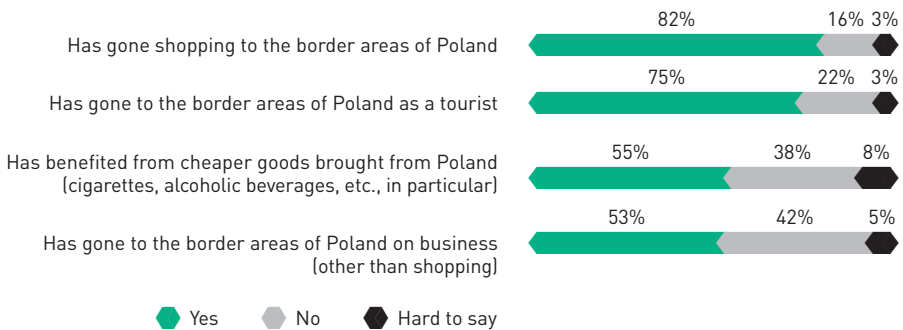 82% 16% 3%
Has gone shopping to the border areas of Poland
75% 22% 3%
Has gone to the border areas of Poland as a tourist
55% 38% 8%
Has benefited from cheaper goods brought from Poland
(cigarettes, alcoholic beverages, etc., in particular)
53% 42% 5%
Has gone to the border areas of Poland on business
(other than shopping)
Yes No Hard to say